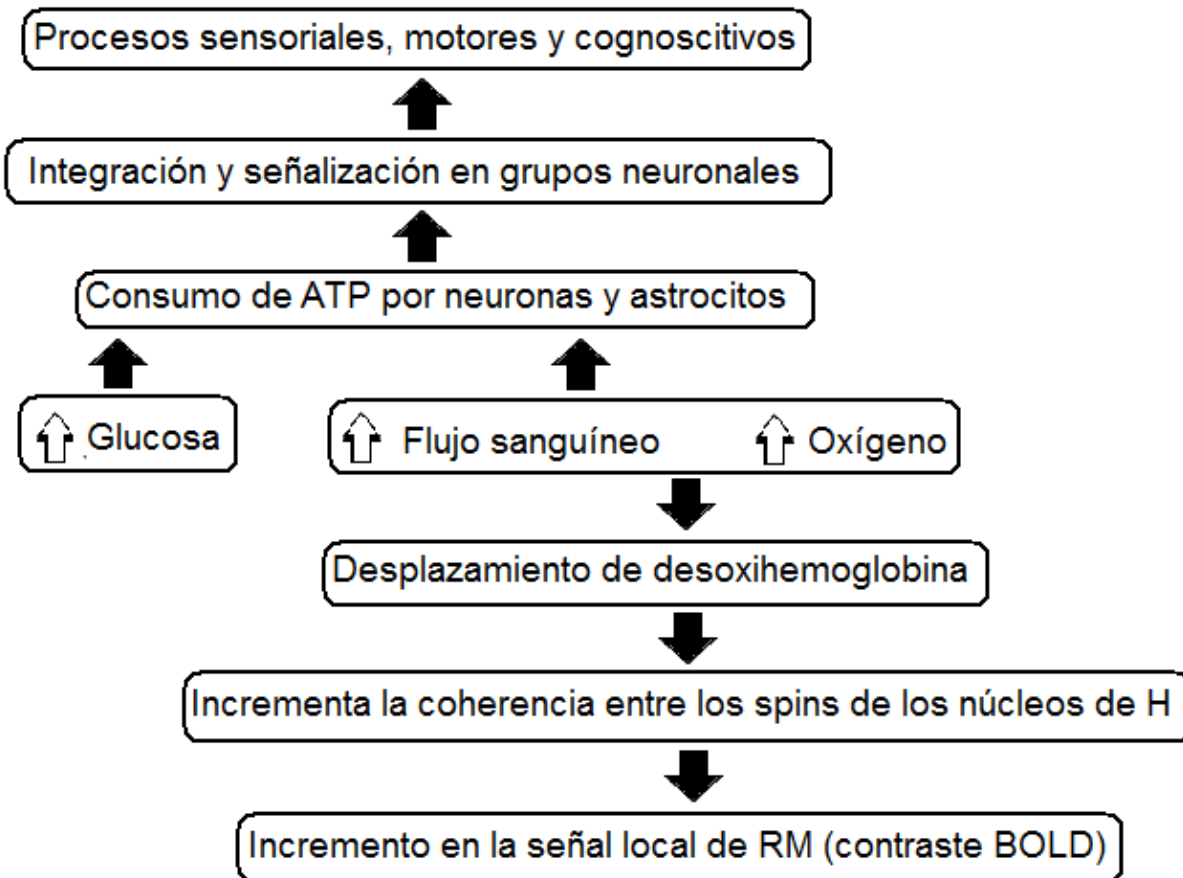 Procesos sensoriales, motores y cognoscitivos
Integración y señalización en grupos neuronales
Consumo de ATP por neuronas y astrocitos
Glucosa
Flujo sanguíneo
Oxígeno
Desplazamiento de desoxihemoglobina
Incrementa la coherencia entre los spins de los núcleos de H
Incremento en la señal local de RM (contraste BOLD)